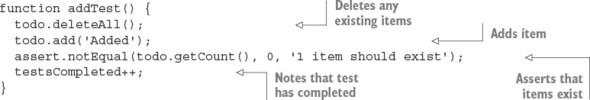 function addTest() {
Deletes any
existing items
todo.deleteAll();
todo.add('Added');
Adds item
assert.notEqual(todo.getCount(), 0, '1 item should exist');
testsCompleted++;
Notes that test
has completed
Asserts that
items exist
}